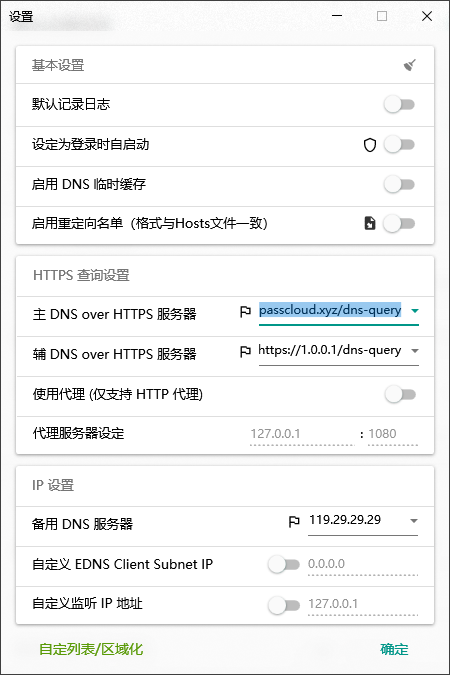 设置
基本设置
默认记录日志
设定为登录时自启动
启用 DNS 临时缓存
启用重定向名单（格式与Hosts文件一致）
HTTPS 查询设置
主 DNS over HTTPS 服务器 passcloud.xyz/dns-query
辅 DNS over HTTPS 服务器 https://1.0.0.1/dns-query
使用代理 (仅支持 HTTP 代理)
代理服务器设定 127.0.0.1 : 1080
IP 设置
备用 DNS 服务器 119.29.29.29
自定义 EDNS Client Subnet IP 0.0.0.0
自定义监听 IP 地址 127.0.0.1
自定列表/区域化 确定